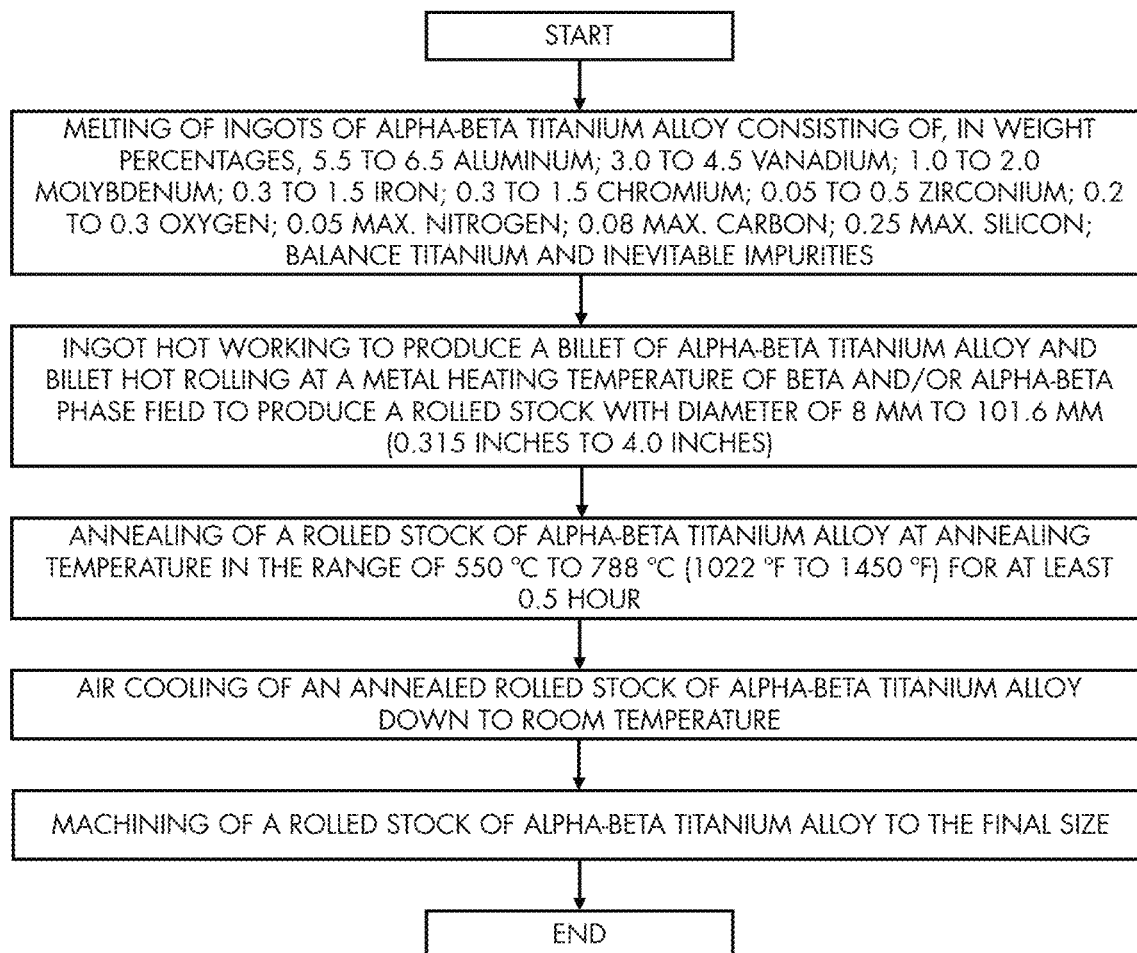 START
MELTING OF INGOTS OF ALPHA-BETA TITANIUM ALLOY CONSISTING OF, IN WEIGHT
PERCENTAGES, 5.5 TO 6.5 ALUMINUM; 3.0 TO 4.5 VANADIUM; 1.0 TO 2.0
MOLYBDENUM; 0.3 TO 1.5 IRON; 0.3 TO 1.5 CHROMIUM; 0.05 TO 0.5 ZIRCONIUM; 0.2
TO 0.3 OXYGEN; 0.05 MAX. NITROGEN; 0.08 MAX. CARBON; 0.25 MAX. SILICON;
BALANCE TITANIUM AND INEVITABLE IMPURITIES
INGOT HOT WORKING TO PRODUCE A BILLET OF ALPHA-BETA TITANIUM ALLOY AND
BILLET HOT ROLLING AT A METAL HEATING TEMPERATURE OF BETA AND/OR ALPHA-BETA
PHASE FIELD TO PRODUCE A ROLLED STOCK WITH DIAMETER OF 8 MM TO 101.6 MM
(0.315 INCHES TO 4.0 INCHES)
ANNEALING OF A ROLLED STOCK OF ALPHA-BETA TITANIUM ALLOY AT ANNEALING
TEMPERATURE IN THE RANGE OF 550 ºC TO 788 ºC (1022 ºF TO 1450 ºF) FOR AT LEAST
0.5 HOUR
AIR COOLING OF AN ANNEALED ROLLED STOCK OF ALPHA-BETA TITANIUM ALLOY
DOWN TO ROOM TEMPERATURE
MACHINING OF A ROLLED STOCK OF ALPHA-BETA TITANIUM ALLOY TO THE FINAL SIZE
END